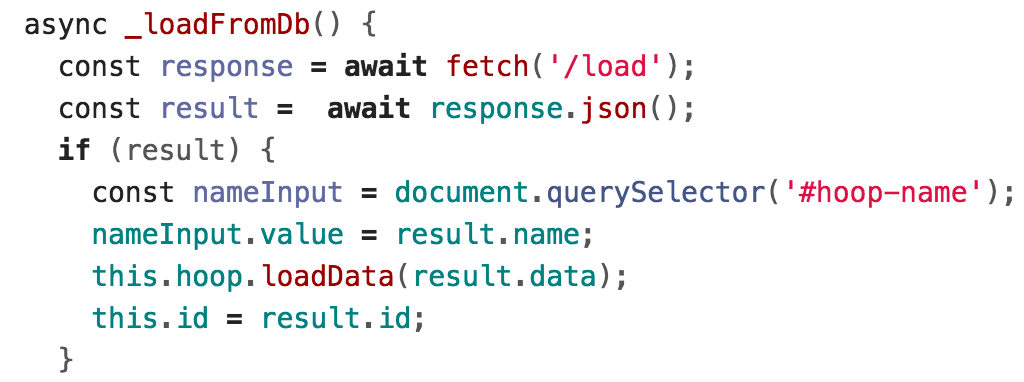 async _loadFromDb() {
  const response = await fetch('/load');
  const result =  await response.json();
  if (result) {
    const nameInput = document.querySelector('#hoop-name');
    nameInput.value = result.name;
    this.hoop.loadData(result.data);
    this.id = result.id;
  }